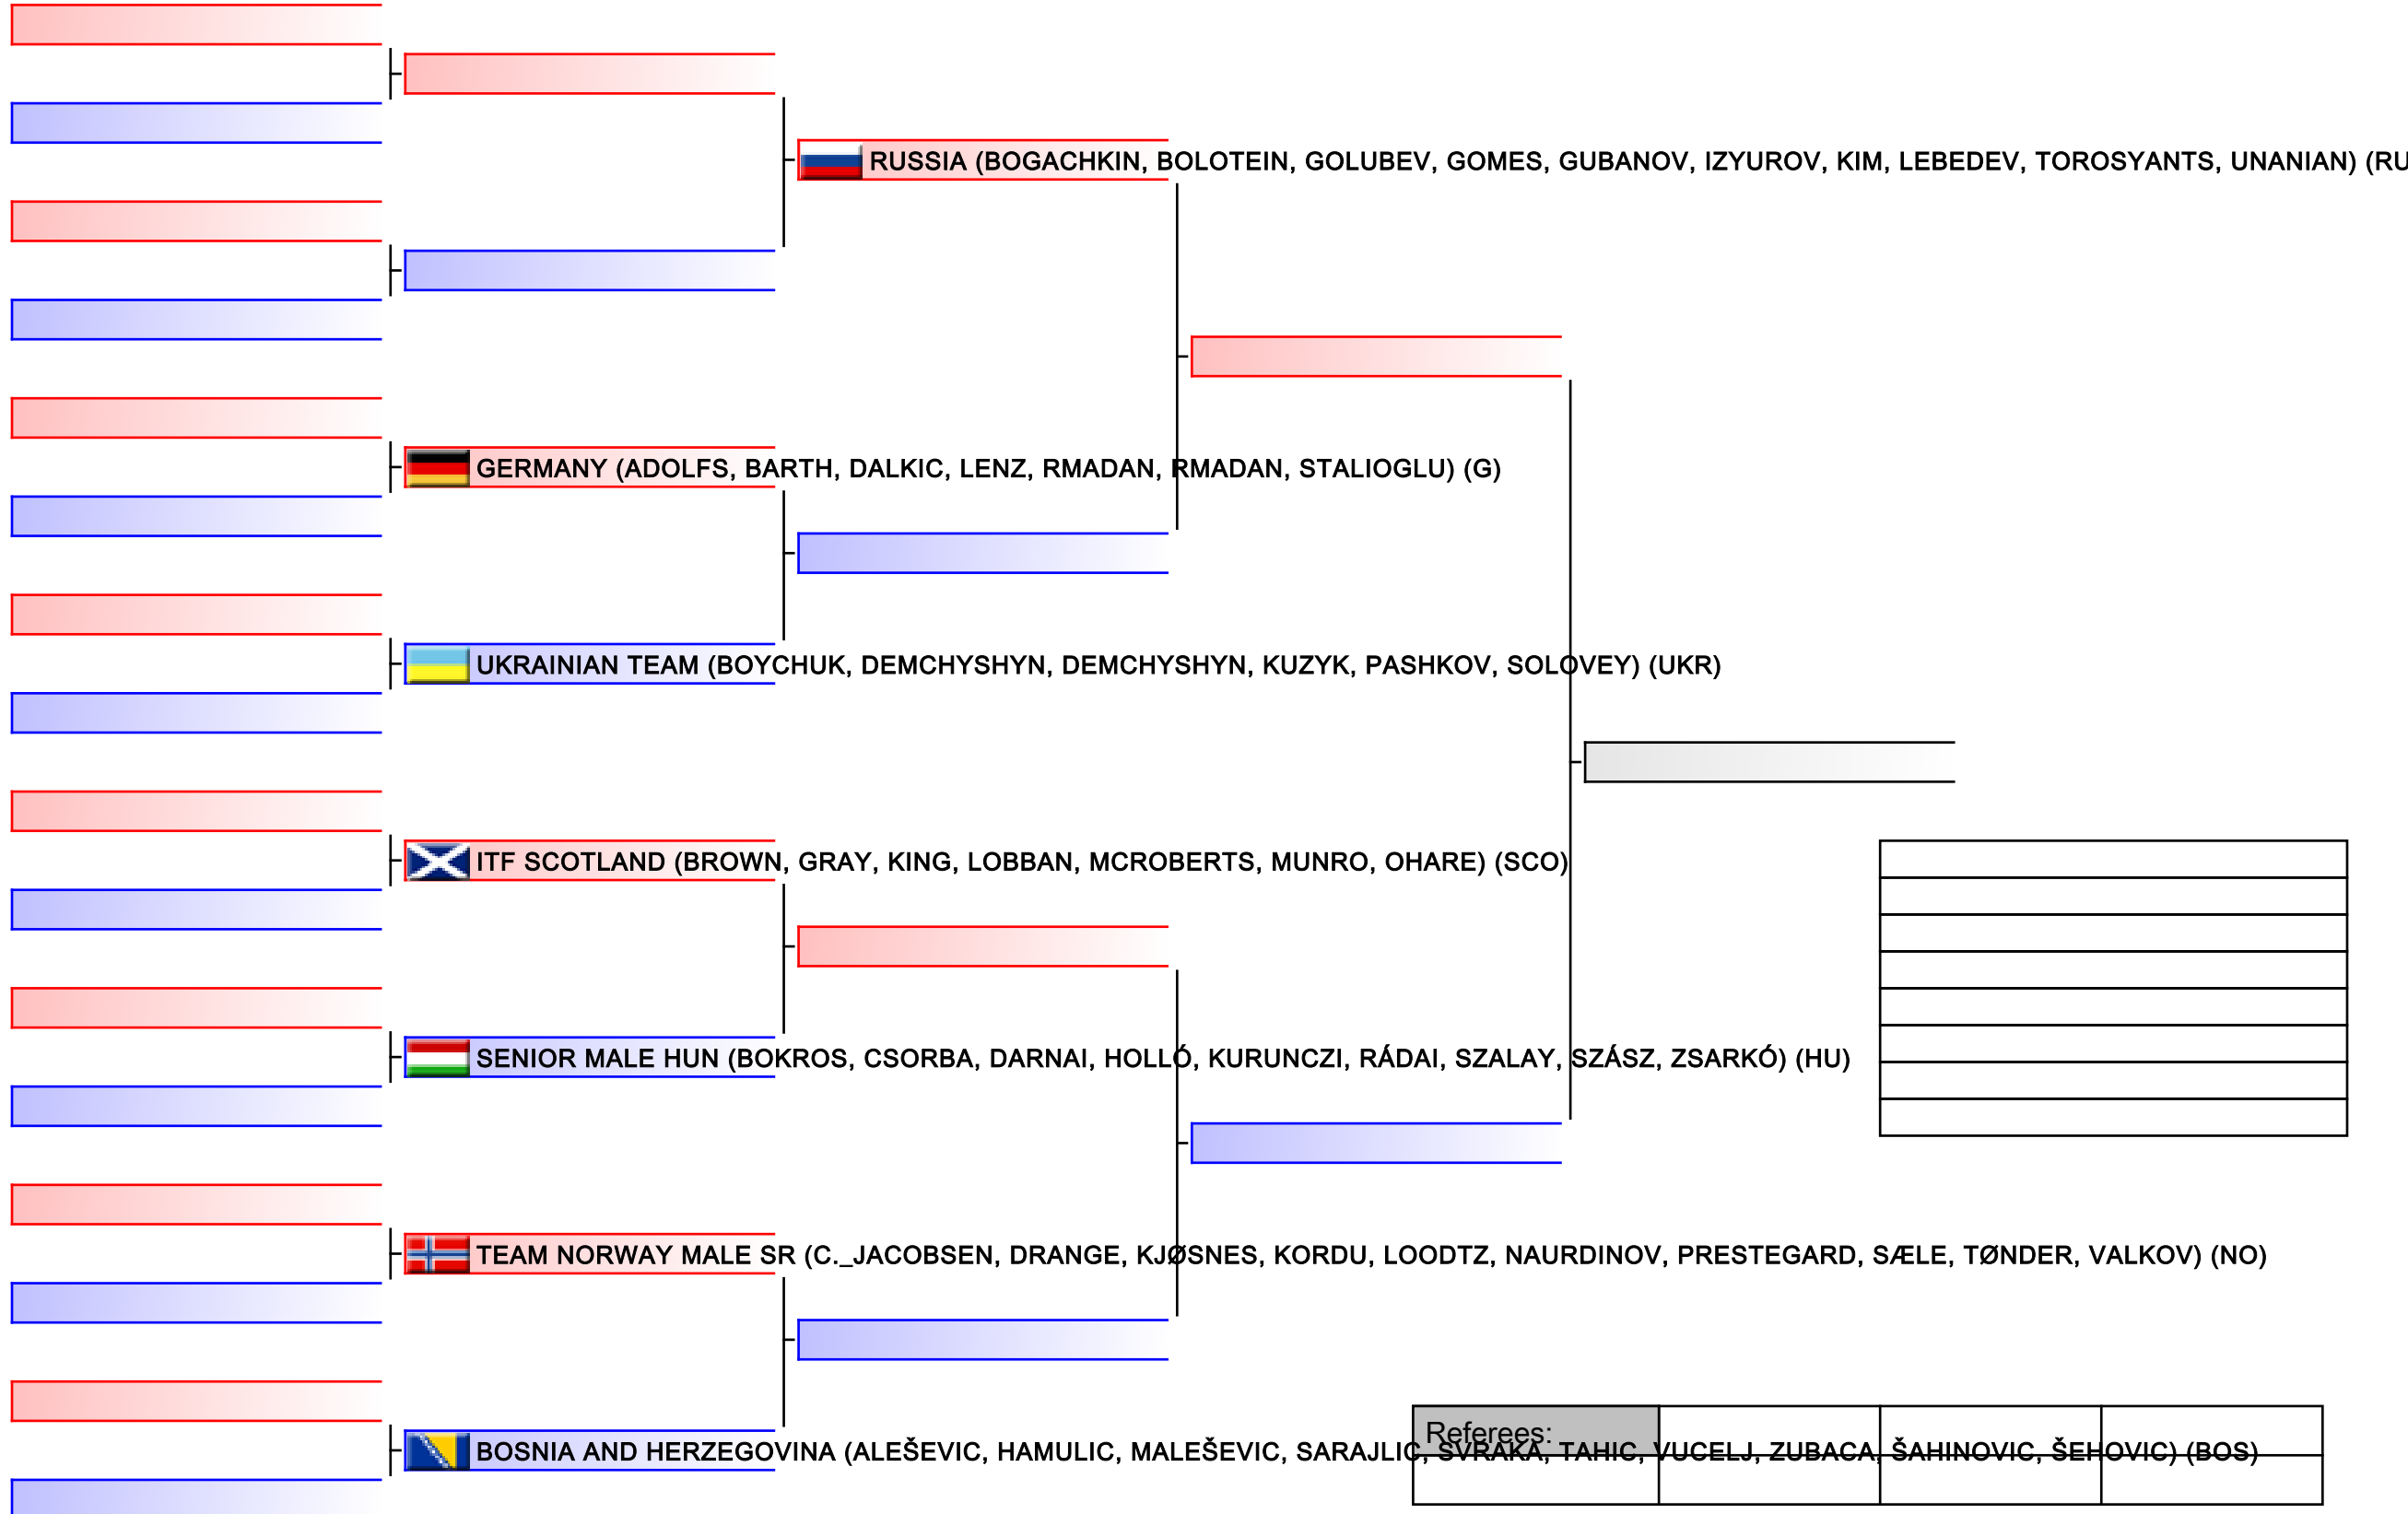 RUSSIA (BOGACHKIN, BOLOTEIN, GOLUBEV, GOMES, GUBANOV, IZYUROV, KIM, LEBEDEV, TOROSYANTS, UNANIAN) (RU
GERMANY (ADOLFS, BARTH, DALKIC, LENZ, RMADAN, RMADAN, STALIOGLU) (G)
UKRAINIAN TEAM (BOYCHUK, DEMCHYSHYN, DEMCHYSHYN, KUZYK, PASHKOV, SOLOVEY) (UKR)
ITF SCOTLAND (BROWN, GRAY, KING, LOBBAN, MCROBERTS, MUNRO, OHARE) (SCO)
SENIOR MALE HUN (BOKROS, CSORBA, DARNAI, HOLLÓ, KURUNCZI, RÁDAI, SZALAY, SZÁSZ, ZSARKÓ) (HU)
TEAM NORWAY MALE SR (C._JACOBSEN, DRANGE, KJØSNES, KORDU, LOODTZ, NAURDINOV, PRESTEGARD, SÆLE, TØNDER, VALKOV) (NO)
Referees:
BOSNIA AND HERZEGOVINA (ALEŠEVIC, HAMULIC, MALEŠEVIC, SARAJLIC, SVRAKA, TAHIC, VUCELJ, ZUBACA, ŠAHINOVIC, ŠEHOVIC) (BOS)